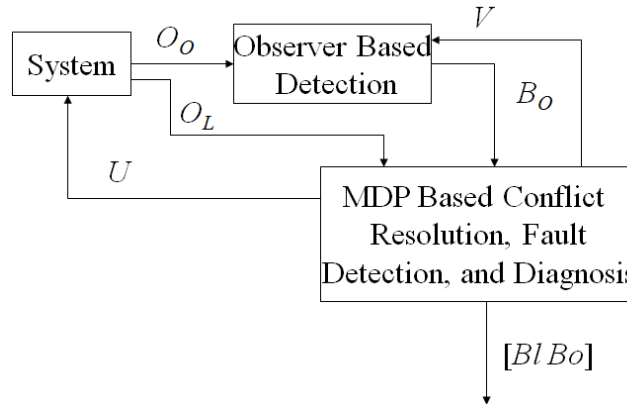 V
O_O
Observer Based
Detection
System
B_O
O_L
U
MDP Based Conflict
Resolution, Fault
Detection, and Diagnosis
[Bl Bo]